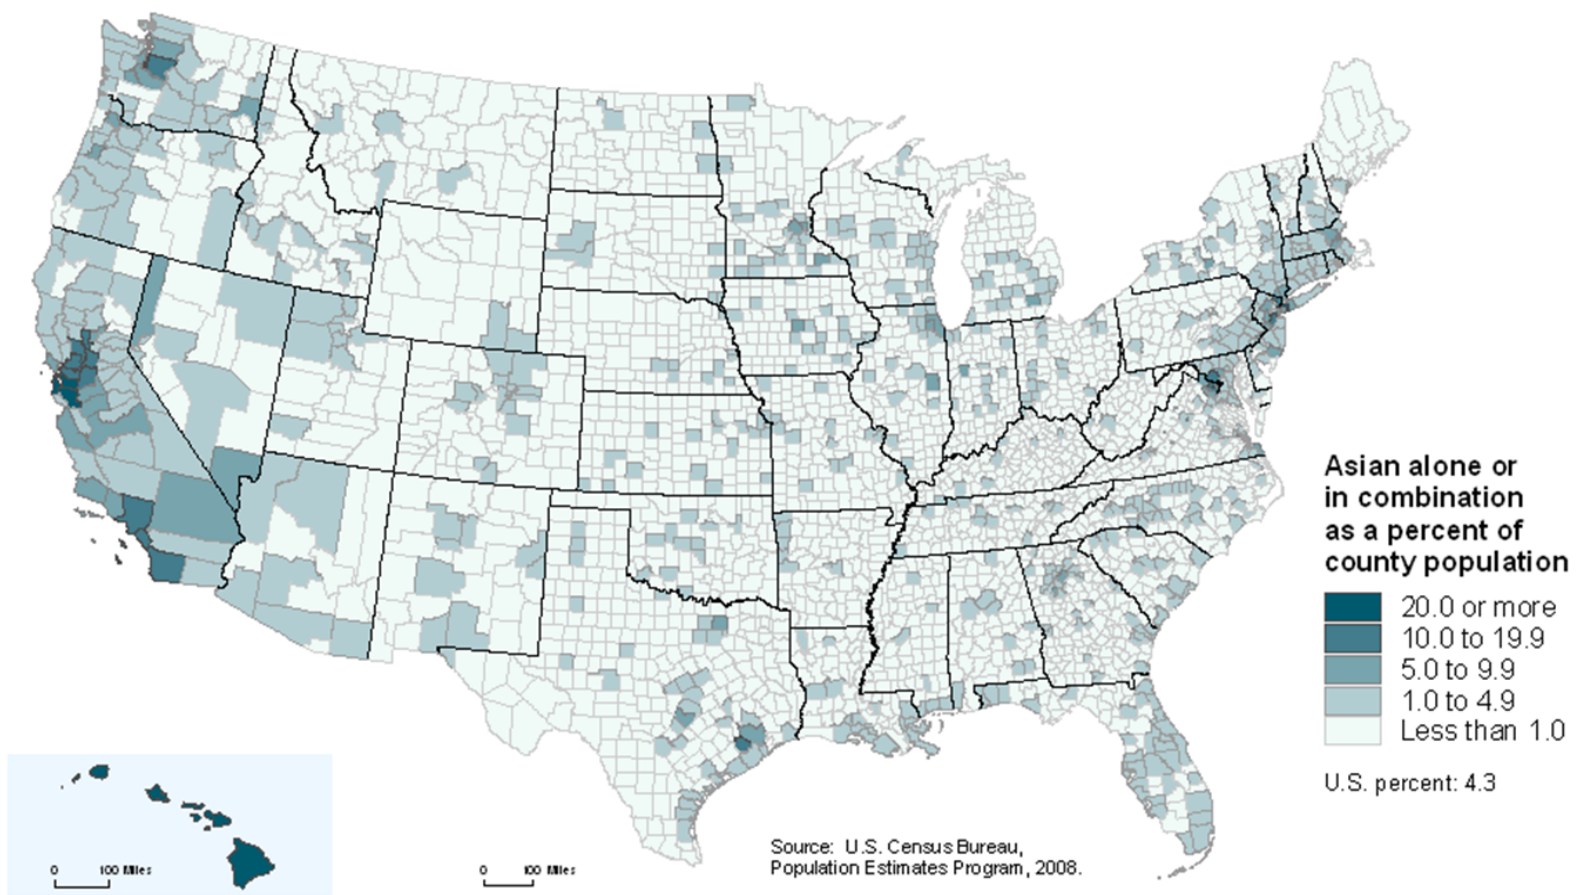 Asian alone or
in combination
as a percent of
county population
20.0 or more
10.0 to 19.9
5.0 to 9.9
1.0 to 4.9
Less than 1.0
U.S. percent: 4.3
Source: U.S. Census Bureau,
Population Estimates Program, 2008.
0 100 Miles
0 100 Miles